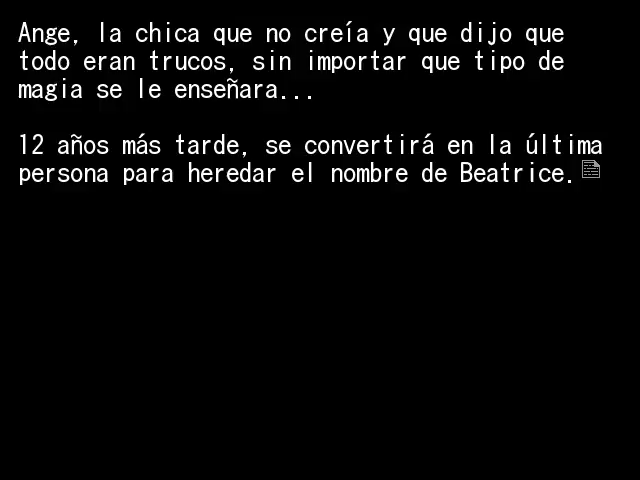 Ange, la chica que no creía y que dijo que
todo eran trucos, sin importar que tipo de
magia se le enseñara...
12 años más tarde, se convertirá en la última
persona para heredar el nombre de Beatrice.